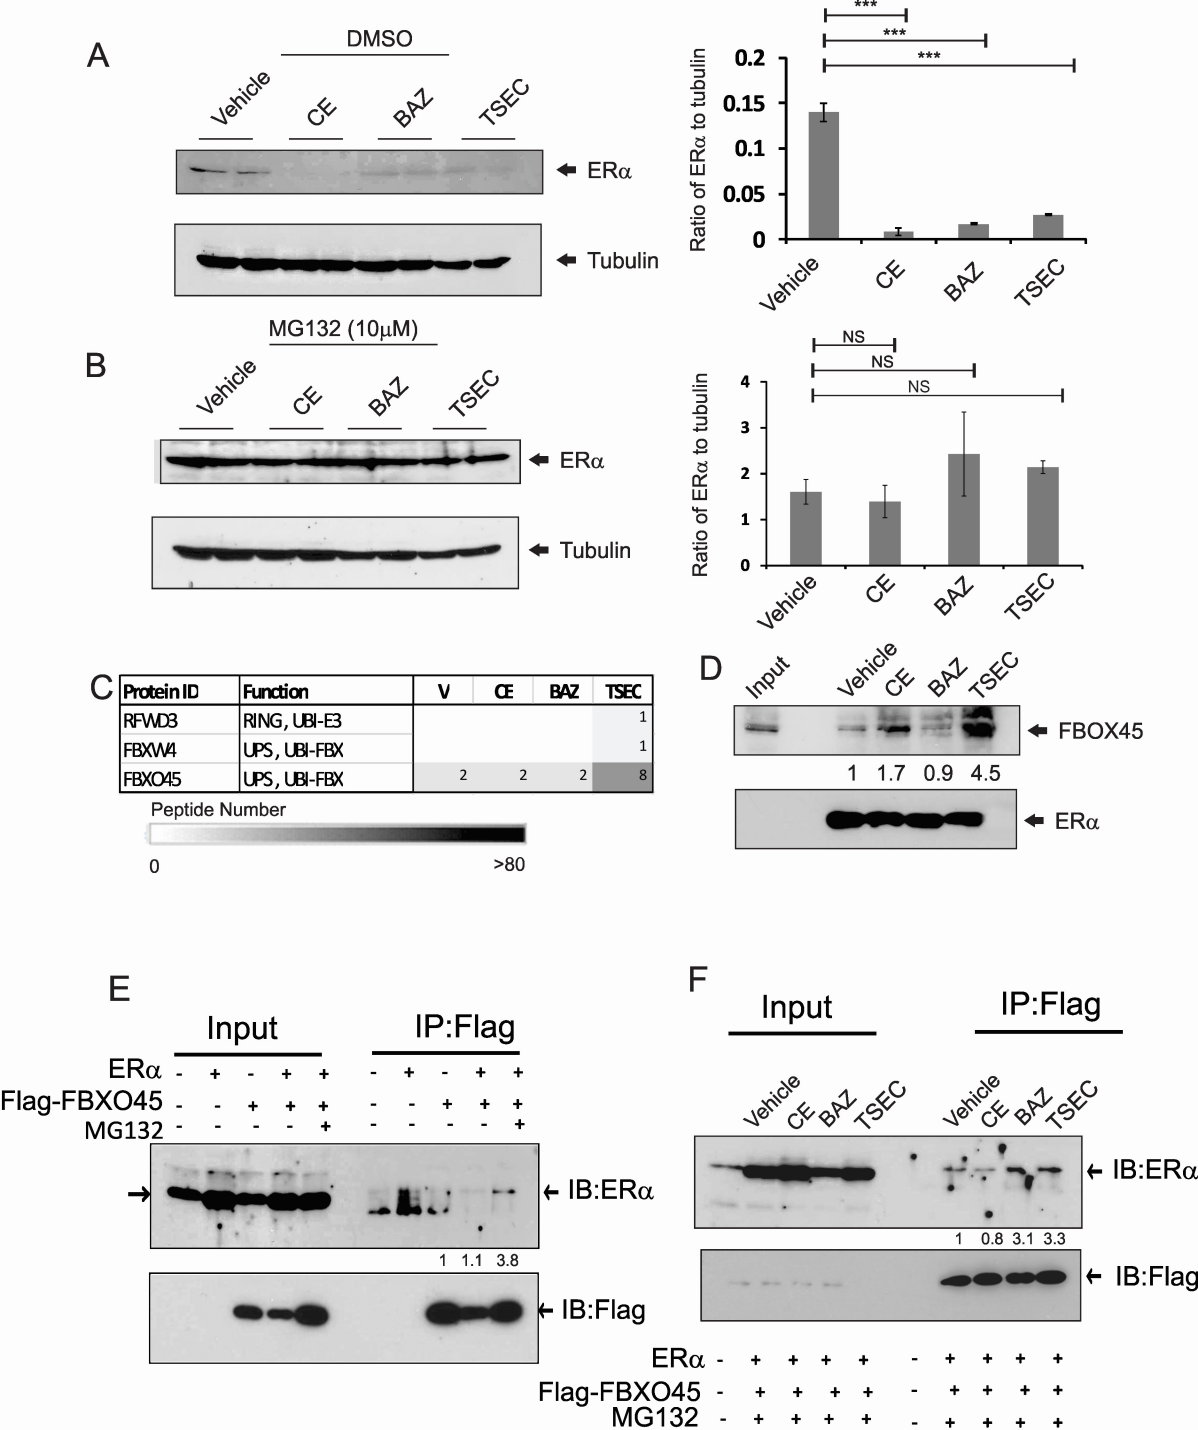 A
DMSO
Vehicle CE BAZ TSEC
ERα
Tubulin
***
***
***
Ratio of ERα to tubulin
0.2
0.15
0.1
0.05
0
Vehicle CE BAZ TSEC
B
MG132 (10μM)
Vehicle CE BAZ TSEC
ERα
Tubulin
NS
NS
NS
Ratio of ERα to tubulin
4
3
2
1
0
Vehicle CE BAZ TSEC
C
Protein ID Function V CE BAZ TSEC
RFWD3 RING, UBI-E3 1
FBXW4 UPS, UBI-FBX 1
FBXO45 UPS, UBI-FBX 2 2 2 8
Peptide Number
0 >80
D
Input Vehicle CE BAZ TSEC
FBOX45
1 1.7 0.9 4.5
ERα
E
Input IP:Flag
ERα - + - + + - + - + +
Flag-FBXO45 - - + + + - - + + +
MG132 - - - - + - - - - +
IB:ERα
1 1.1 3.8
IB:Flag
F
Input IP:Flag
Vehicle CE BAZ TSEC Vehicle CE BAZ TSEC
IB:ERα
1 0.8 3.1 3.3
IB:Flag
ERα - + + + + - + + + +
Flag-FBXO45 - + + + + - + + + +
MG132 - + + + + - + + + +